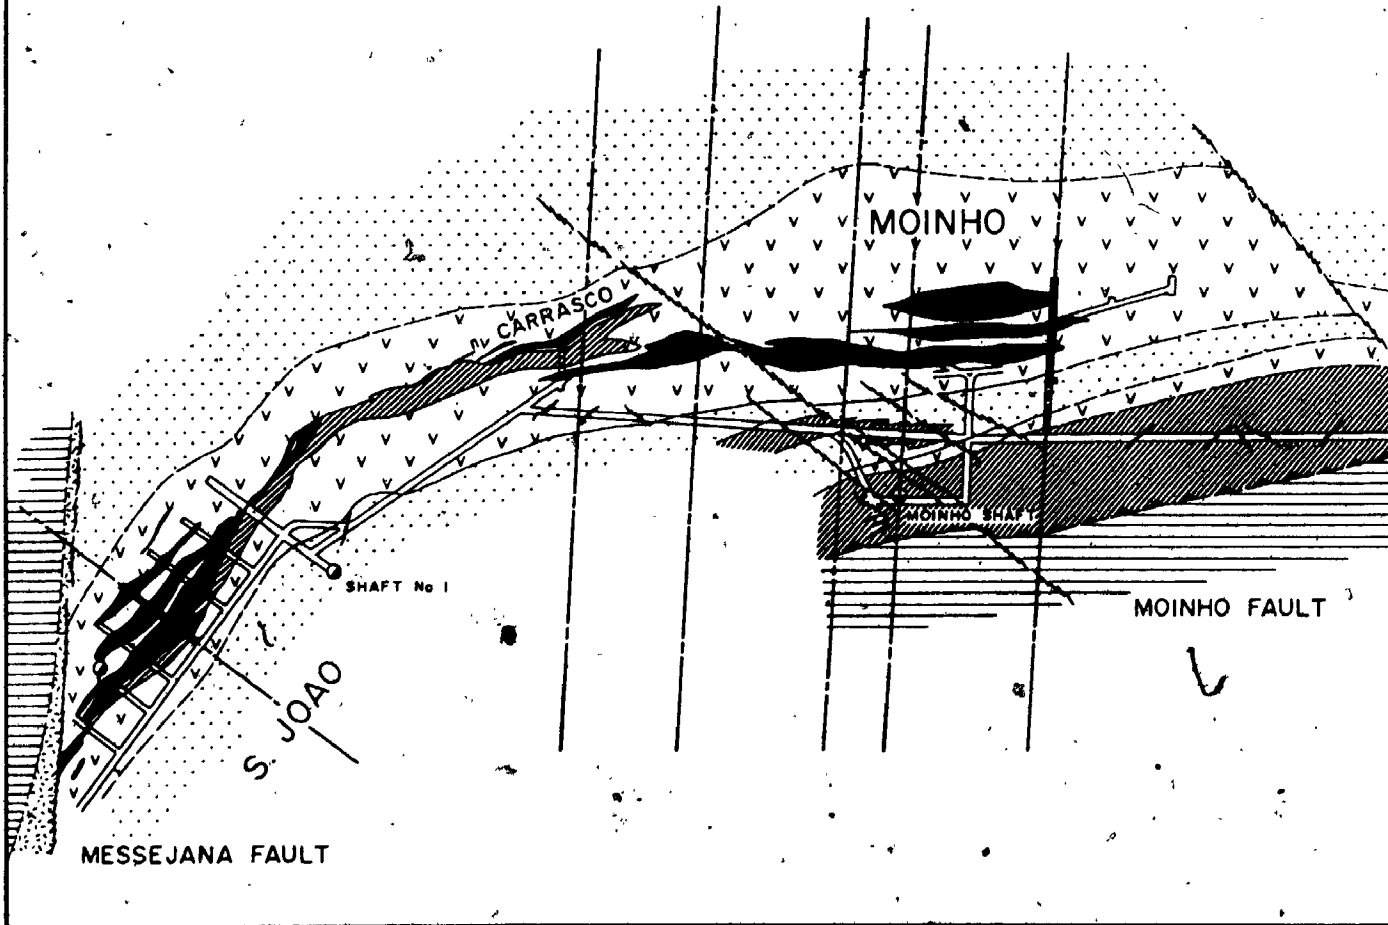 MOINHO
CARRASCO
MOINHO SHAFT
SHAFT No 1
MOINHO FAULT
S. JOAO
MESSEJANA FAULT